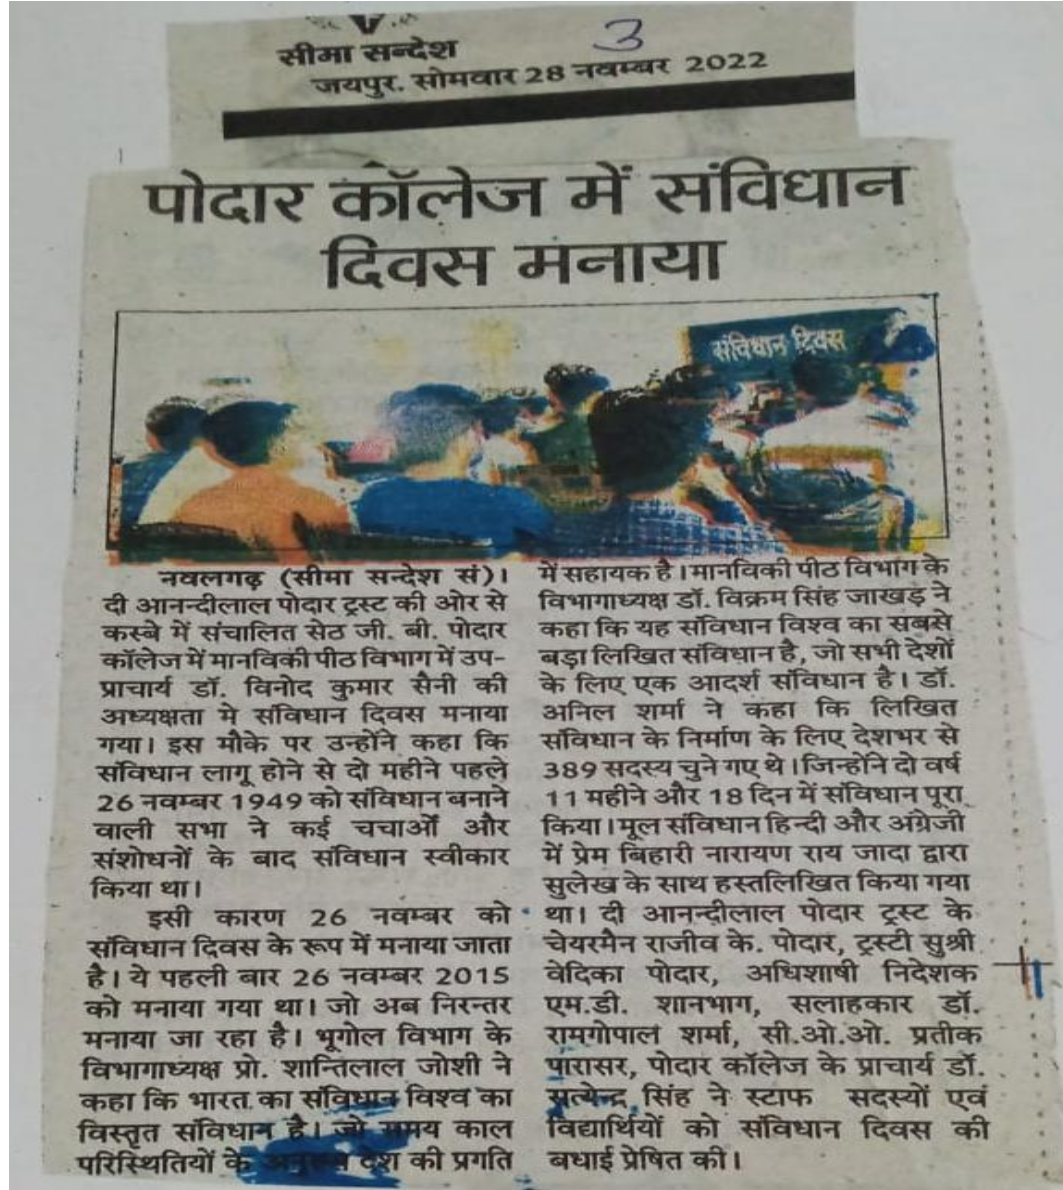 सीमा सन्देश
3
जयपुर. सोमवार 28 नवम्बर 2022
पोदार कॉलेज में संविधान
दिवस मनाया
संविधान दिवस
नवलगढ़ (सीमा सन्देश सं)।
दी आनन्दीलाल पोदार ट्रस्ट की ओर से
कस्बे में संचालित सेठ जी. बी. पोदार
कॉलेज में मानविकी पीठ विभाग में उप-
प्राचार्य डॉ. विनोद कुमार सैनी की
अध्यक्षता मे संविधान दिवस मनाया
गया। इस मौके पर उन्होंने कहा कि
संविधान लागू होने से दो महीने पहले
26 नवम्बर 1949 को संविधान बनाने
वाली सभा ने कई चचाओं और
संशोधनों के बाद संविधान स्वीकार
किया था।
इसी कारण 26 नवम्बर को
संविधान दिवस के रूप में मनाया जाता
है। ये पहली बार 26 नवम्बर 2015
को मनाया गया था। जो अब निरन्तर
मनाया जा रहा है। भूगोल विभाग के
विभागाध्यक्ष प्रो. शान्तिलाल जोशी ने
कहा कि भारत का संविधान विश्व का
विस्तृत संविधान है। जो समय काल
परिस्थितियों के देश की प्रगति
में सहायक है। मानविकी पीठ विभाग के
विभागाध्यक्ष डॉ. विक्रम सिंह जाखड़ ने
कहा कि यह संविधान विश्व का सबसे
बड़ा लिखित संविधान है, जो सभी देशों
के लिए एक आदर्श संविधान है। डॉ.
अनिल शर्मा ने कहा कि लिखित
संविधान के निर्माण के लिए देशभर से
389 सदस्य चुने गए थे। जिन्होंने दो वर्ष
11 महीने और 18 दिन में संविधान पूरा
किया। मूल संविधान हिन्दी और अंग्रेजी
में प्रेम बिहारी नारायण राय जादा द्वारा
सुलेख के साथ हस्तलिखित किया गया
था। दी आनन्दीलाल पोदार ट्रस्ट के
चेयरमैन राजीव के. पोदार, ट्रस्टी सुश्री
वेदिका पोदार, अधिशाषी निदेशक
एम.डी. शानभाग, सलाहकार डॉ.
रामगोपाल शर्मा, सी.ओ.ओ. प्रतीक
पारासर, पोदार कॉलेज के प्राचार्य डॉ.
सत्येन्द्र सिंह ने स्टाफ सदस्यों एवं
विद्यार्थियों को संविधान दिवस की
बधाई प्रेषित की।